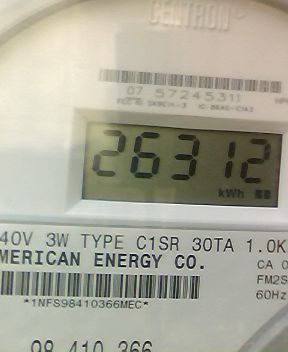 CENTRON®
07 57245311
26312
kWh
40V 3W TYPE C1SR 30TA 1.0K
MERICAN ENERGY CO.
CA 0
FM2S
60Hz
*1NFS98410366MEC*
98 410 366